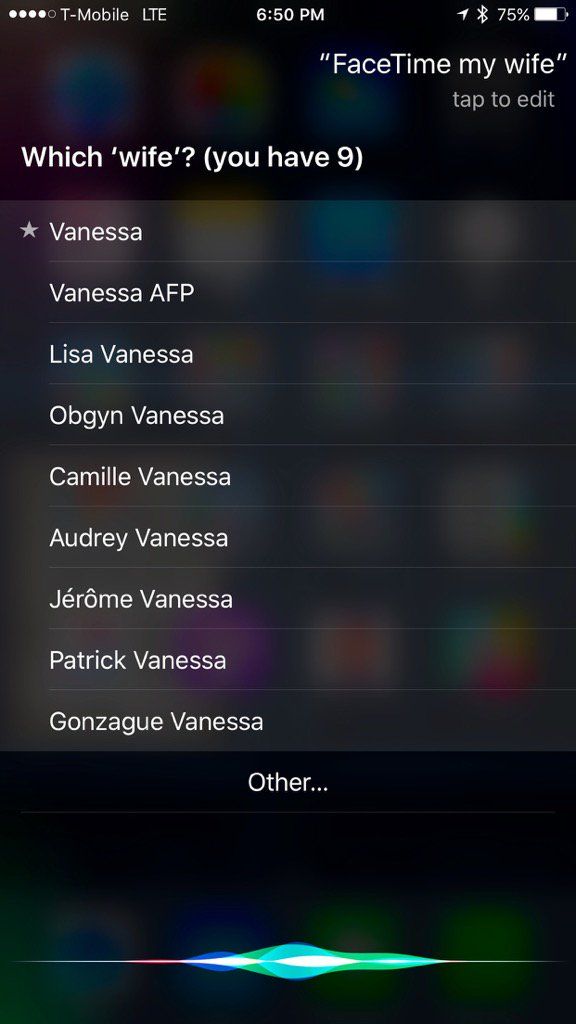 T-Mobile LTE 6:50 PM 75%
“FaceTime my wife”
tap to edit
Which ‘wife’? (you have 9)
Vanessa
Vanessa AFP
Lisa Vanessa
Obgyn Vanessa
Camille Vanessa
Audrey Vanessa
Jérôme Vanessa
Patrick Vanessa
Gonzague Vanessa
Other...